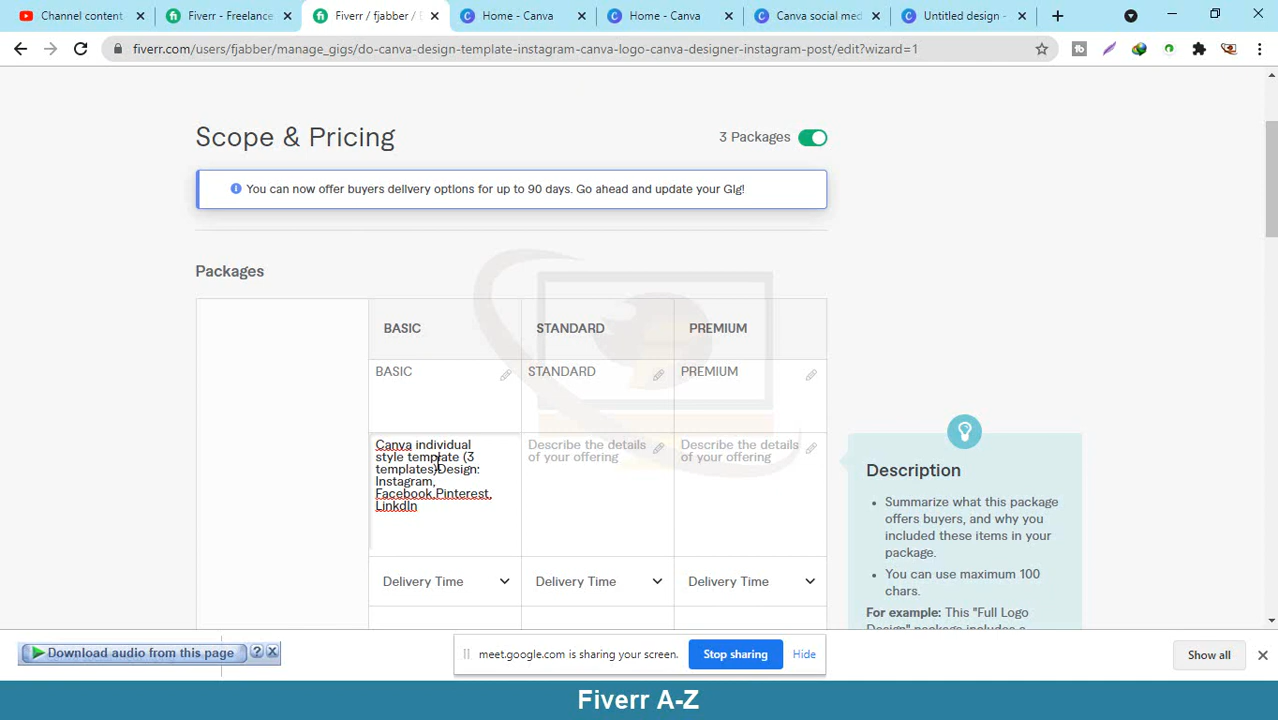 Channel content
Fiverr - Freelance
Fiverr / fjabber / E
Home - Canva
Home - Canva
Canva social med
Untitled design -
fiverr.com/users/fjabber/manage_gigs/do-canva-design-template-instagram-canva-logo-canva-designer-instagram-post/edit?wizard=1
Scope & Pricing
3 Packages
You can now offer buyers delivery options for up to 90 days. Go ahead and update your Gig!
Packages
BASIC STANDARD PREMIUM
BASIC STANDARD PREMIUM
Canva individual
style template (3
templates)Design:
Instagram,
Facebook,Pinterest,
LinkdIn
Describe the details
of your offering
Describe the details
of your offering
Description
Summarize what this package
offers buyers, and why you
included these items in your
package.
You can use maximum 100
chars.
For example: This "Full Logo
Design" package includes a
Delivery Time Delivery Time Delivery Time
Download audio from this page
meet.google.com is sharing your screen. Stop sharing Hide
Show all
Fiverr A-Z